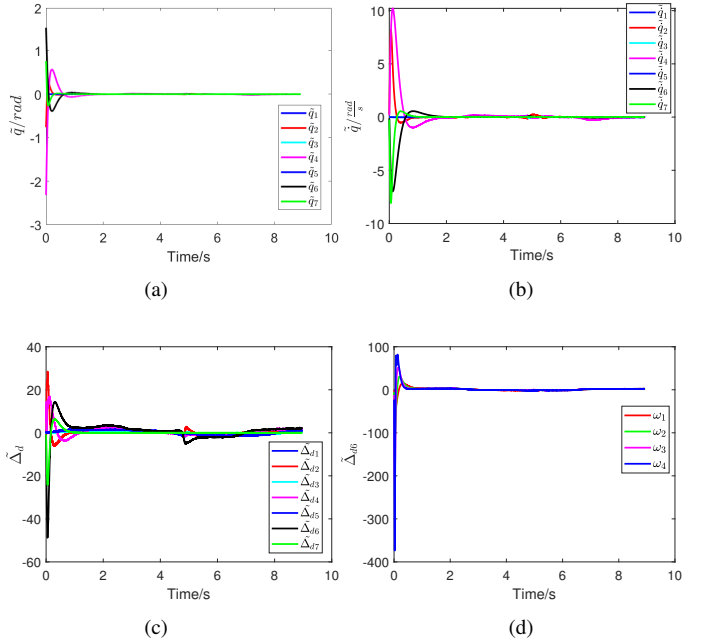 2
1
0
-1
-2
-3
q̃/rad
q̃₁
q̃₂
q̃₃
q̃₄
q̃₅
q̃₆
q̃₇
0 2 4 6 8 10
Time/s
(a)
10
5
0
-5
-10
q̃̇/rad/s
q̃̇₁
q̃̇₂
q̃̇₃
q̃̇₄
q̃̇₅
q̃̇₆
q̃̇₇
0 2 4 6 8 10
Time/s
(b)
40
20
0
-20
-40
-60
Δ̃d
Δ̃d1
Δ̃d2
Δ̃d3
Δ̃d4
Δ̃d5
Δ̃d6
Δ̃d7
0 2 4 6 8 10
Time/s
(c)
100
0
-100
-200
-300
-400
Δ̃d6
ω₁
ω₂
ω₃
ω₄
0 2 4 6 8 10
Time/s
(d)